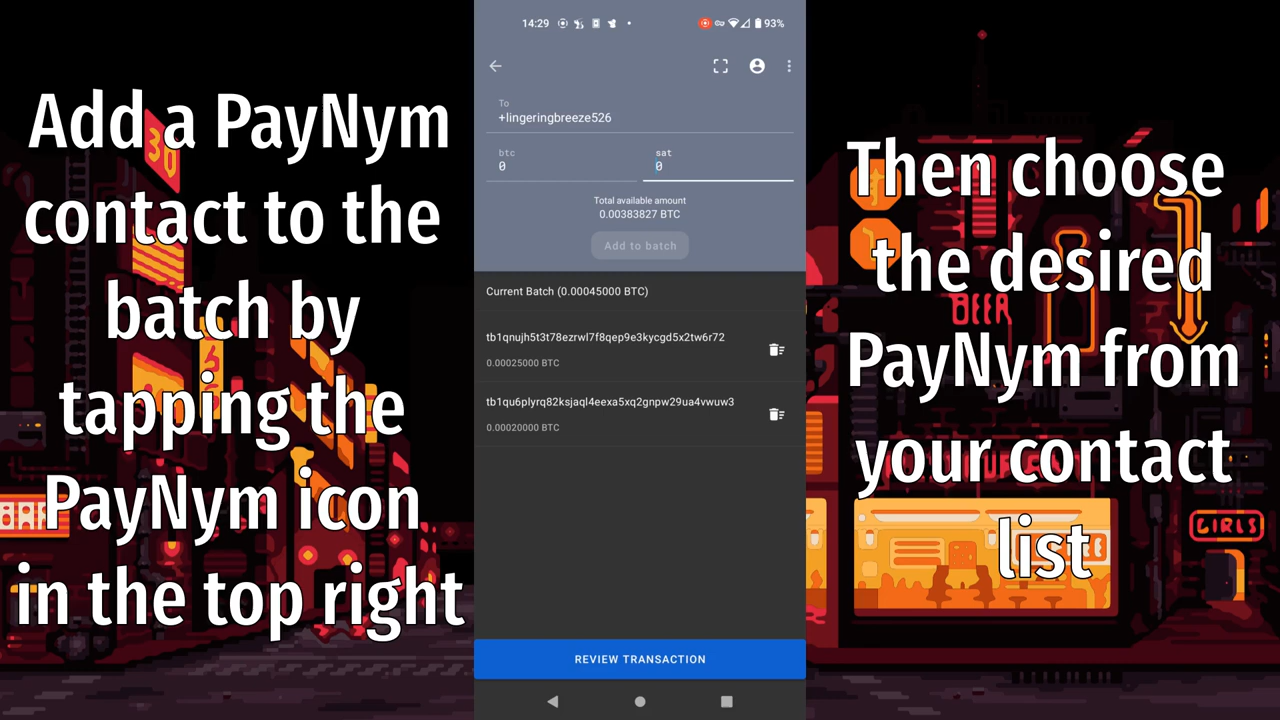 Add a PayNym
contact to the
batch by
tapping the
PayNym icon
in the top right
14:29
93%
To
+lingeringbreeze526
btc
0
sat
0
Total available amount
0.00383827 BTC
Add to batch
Current Batch (0.00045000 BTC)
tb1qnujh5t3t78ezrwl7f8qep9e3kycgd5x2tw6r72
0.00025000 BTC
tb1qu6plyrq82ksjaql4eexa5xq2gnpw29ua4vwuw3
0.00020000 BTC
REVIEW TRANSACTION
Then choose
the desired
PayNym from
your contact
list
30
BEER
GIRLS